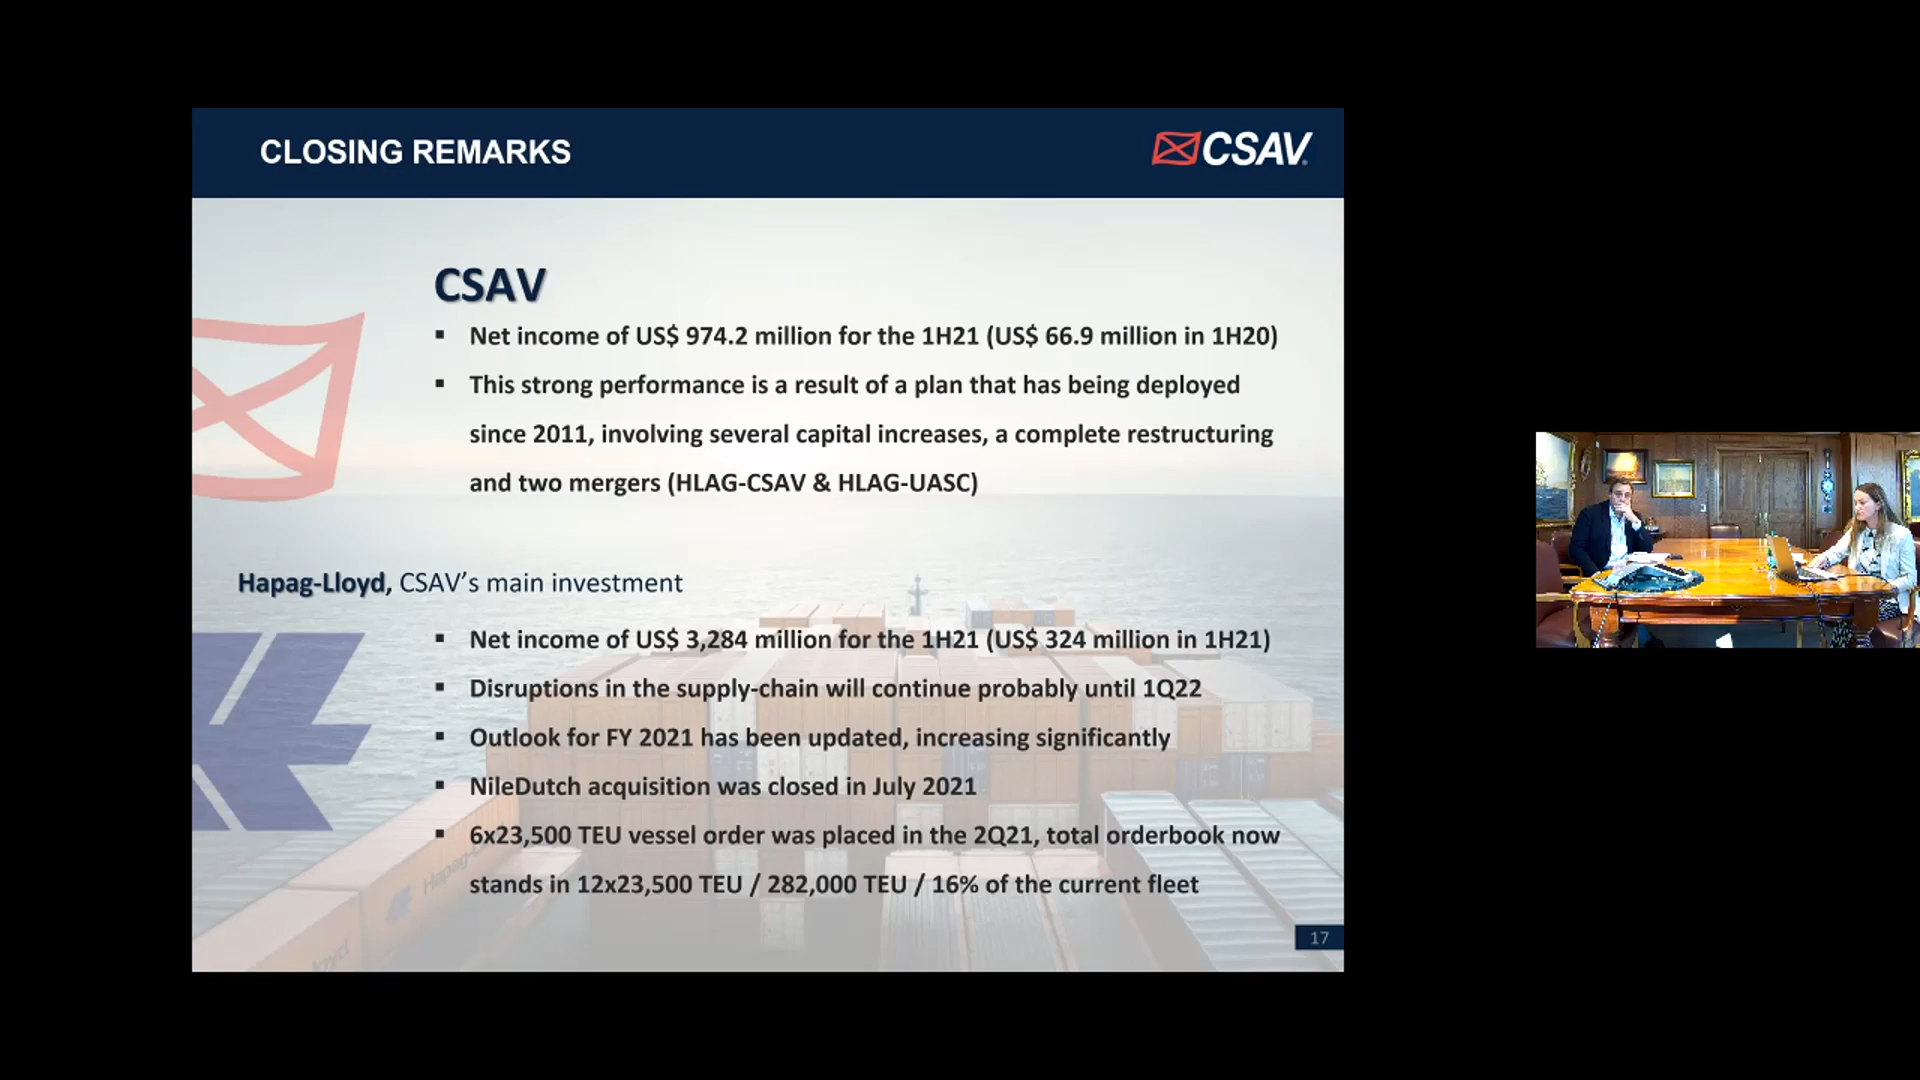 CLOSING REMARKS
CSAV
CSAV
▪ Net income of US$ 974.2 million for the 1H21 (US$ 66.9 million in 1H20)
▪ This strong performance is a result of a plan that has being deployed
since 2011, involving several capital increases, a complete restructuring
and two mergers (HLAG-CSAV & HLAG-UASC)
Hapag-Lloyd, CSAV’s main investment
▪ Net income of US$ 3,284 million for the 1H21 (US$ 324 million in 1H21)
▪ Disruptions in the supply-chain will continue probably until 1Q22
▪ Outlook for FY 2021 has been updated, increasing significantly
▪ NileDutch acquisition was closed in July 2021
▪ 6x23,500 TEU vessel order was placed in the 2Q21, total orderbook now
stands in 12x23,500 TEU / 282,000 TEU / 16% of the current fleet
17